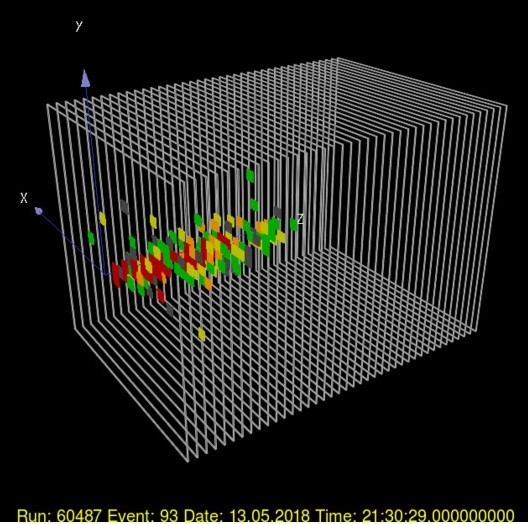 y
X
Z
Run: 60487 Event: 93 Date: 13.05.2018 Time: 21:30:29.000000000